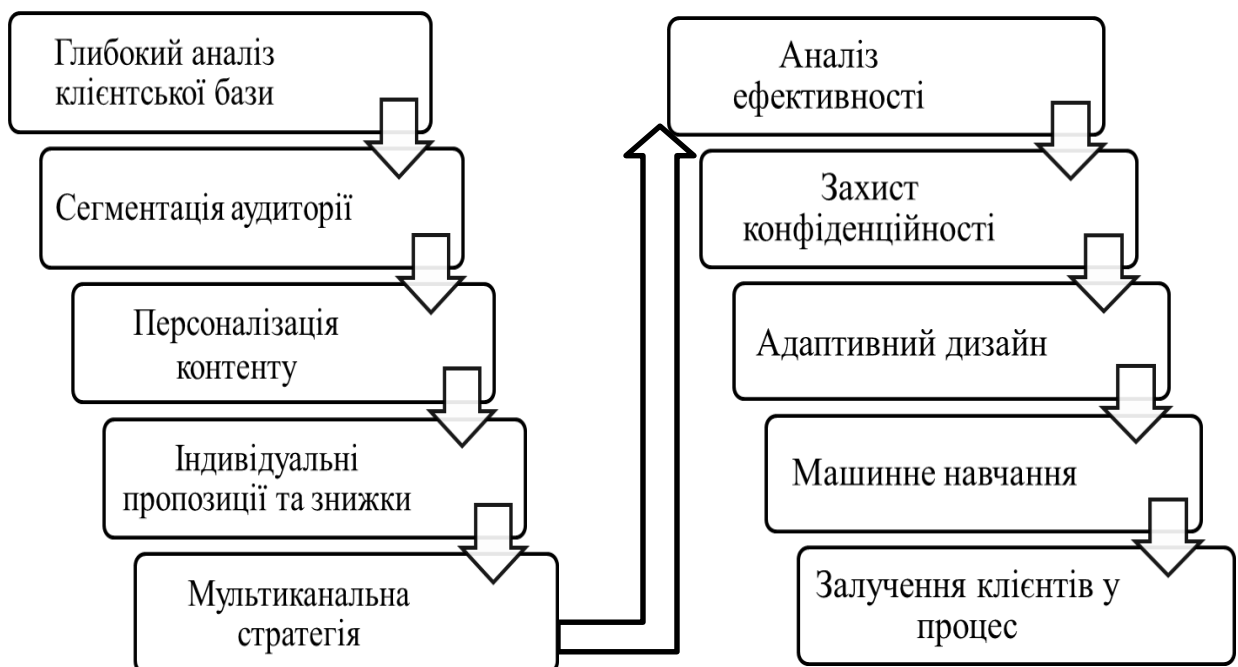 Глибокий аналіз
клієнтської бази
Сегментація аудиторії
Персоналізація
контенту
Індивідуальні
пропозиції та знижки
Мультиканальна
стратегія
Аналіз
ефективності
Захист
конфіденційності
Адаптивний дизайн
Машинне навчання
Залучення клієнтів у
процес